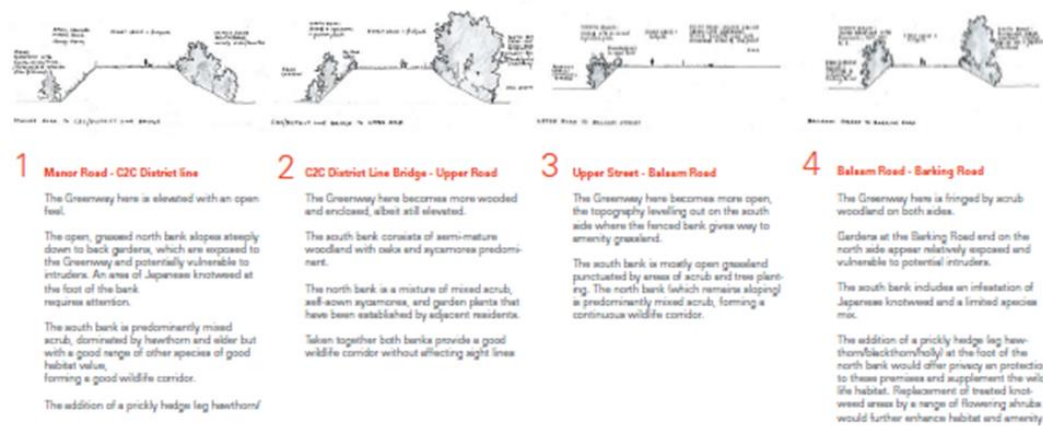 1
Manor Road - C2C District line
The Greenway here is elevated with an open
feel.
The open, grassed north bank slopes steeply
down to back gardens, which are exposed to
the Greenway and potentially vulnerable to
intruders. An area of Japanese knotweed at
the foot of the bank
requires attention.
The south bank is predominantly mixed
scrub, dominated by hawthorn and elder but
with a good range of other species of good
habitat value,
forming a good wildlife corridor.
The addition of a prickly hedge (eg hawthorn/
2
C2C District Line Bridge - Upper Road
The Greenway here becomes more wooded
and enclosed, albeit still elevated.
The south bank consists of semi-mature
woodland with oaks and sycamores predomi-
nant.
The north bank is a mixture of mixed scrub,
self-sown sycamores, and garden plants that
have been established by adjacent residents.
Taken together both banks provide a good
wildlife corridor without affecting sight lines
3
Upper Street - Balaam Road
The Greenway here becomes more open,
the topography levelling out on the south
side where the fenced bank gives way to
amenity grassland.
The south bank is mostly open grassland
punctuated by areas of scrub and tree plant-
ing. The north bank (which remains sloping)
is predominantly mixed scrub, forming a
continuous wildlife corridor.
4
Balaam Road - Barking Road
The Greenway here is fringed by scrub
woodland on both sides.
Gardens at the Barking Road end on the
north side appear relatively exposed and
vulnerable to potential intruders.
The south bank includes an infestation of
Japanese knotweed and a limited species
mix.
The addition of a prickly hedge (eg haw-
thorn/blackthorn/holly) at the foot of the
north bank would offer privacy an protectio
to these premises and supplement the wild
life habitat. Replacement of treated knot-
weed areas by a range of flowering shrubs
would further enhance habitat and amenity